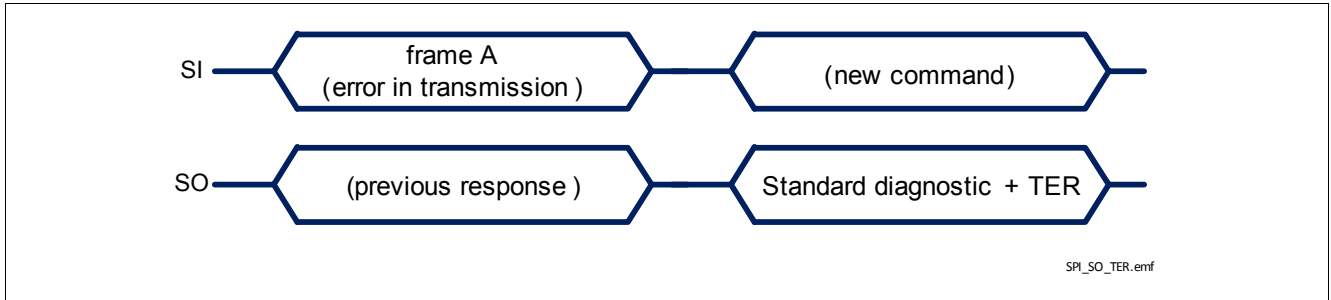 SI
frame A
(error in transmission )
(new command)
SO
(previous response )
Standard diagnostic + TER
SPI_SO_TER.emf